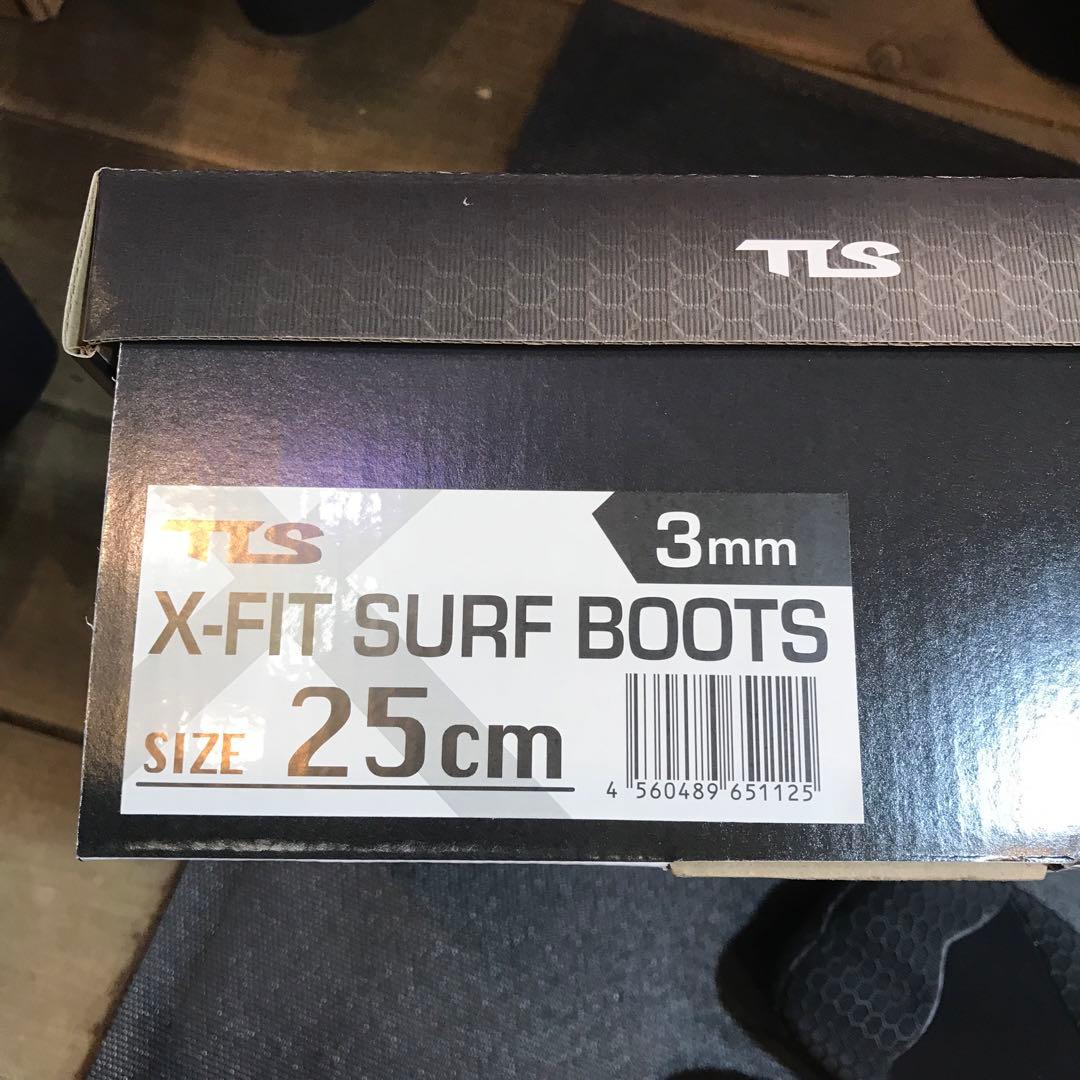 TLS
TLS
3mm
X-FIT SURF BOOTS
SIZE 25cm
4 560489 651125